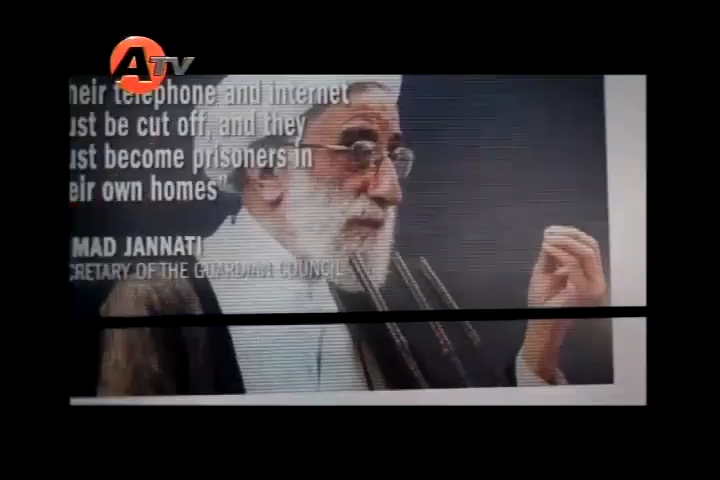 ATV
heir telephone and internet
ust be cut off, and they
ust become prisoners in
eir own homes"
MAD JANNATI
CRETARY OF THE GUARDIAN COUNCIL